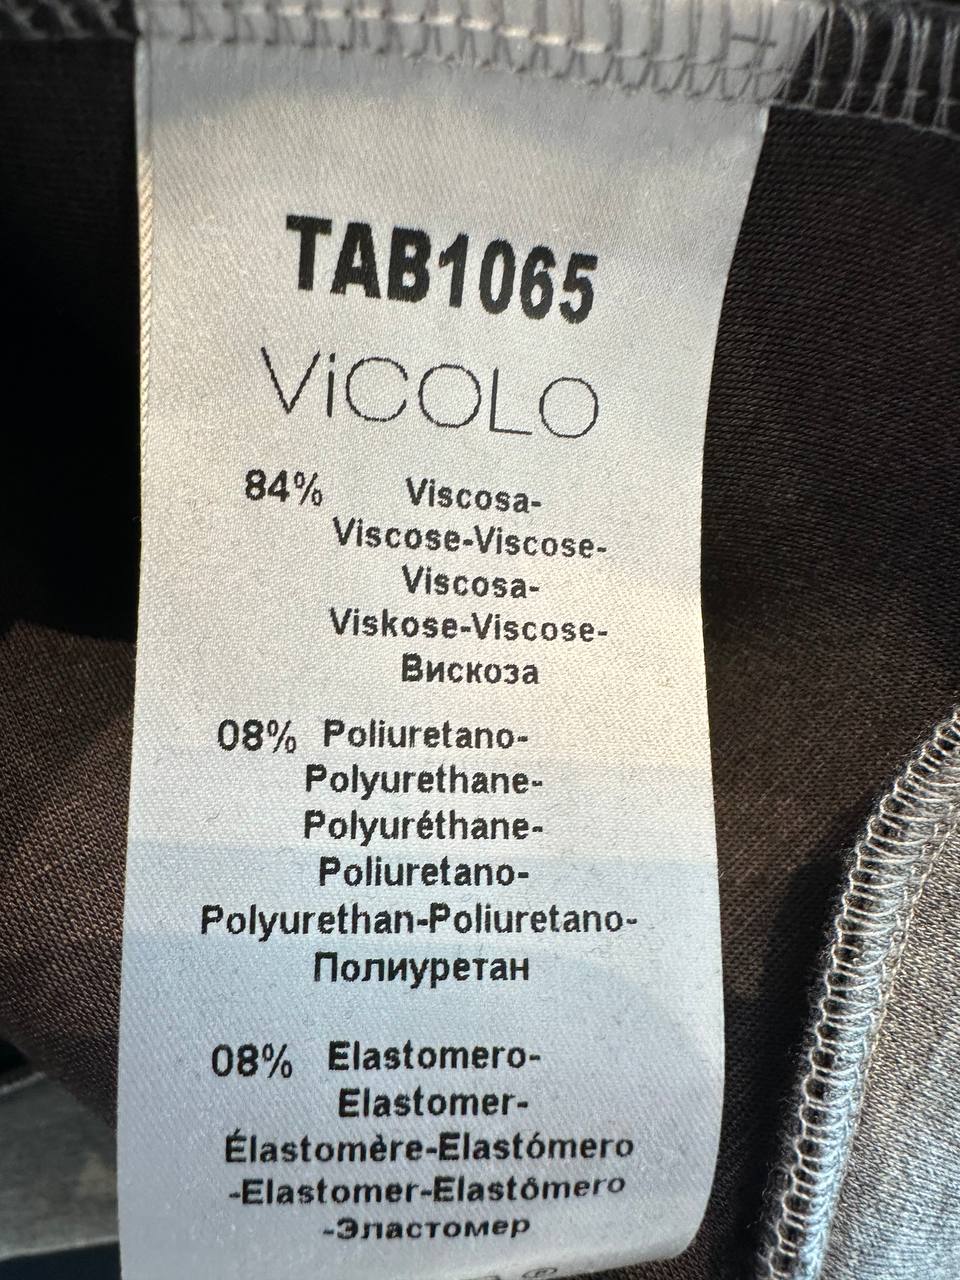 TAB1065
ViCOLO
84% Viscosa-
Viscose-Viscose-
Viscosa-
Viskose-Viscose-
Вискоза
08% Poliuretano-
Polyurethane-
Polyuréthane-
Poliuretano-
Polyurethan-Poliuretano-
Полиуретан
08% Elastomero-
Elastomer-
Élastomère-Elastómero
-Elastomer-Elastômero
-Эластомер